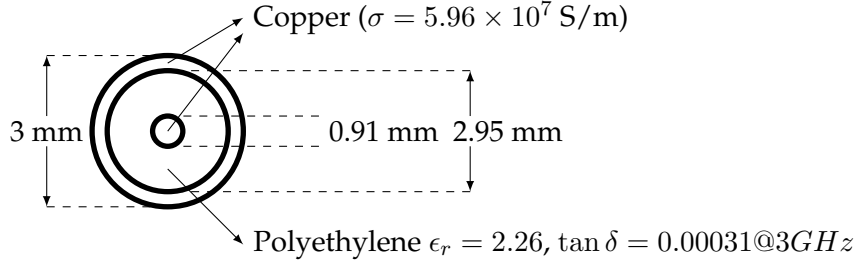 Copper (σ = 5.96 × 10⁷ S/m)
3 mm
0.91 mm
2.95 mm
Polyethylene ϵᵣ = 2.26, tan δ = 0.00031@3GHz